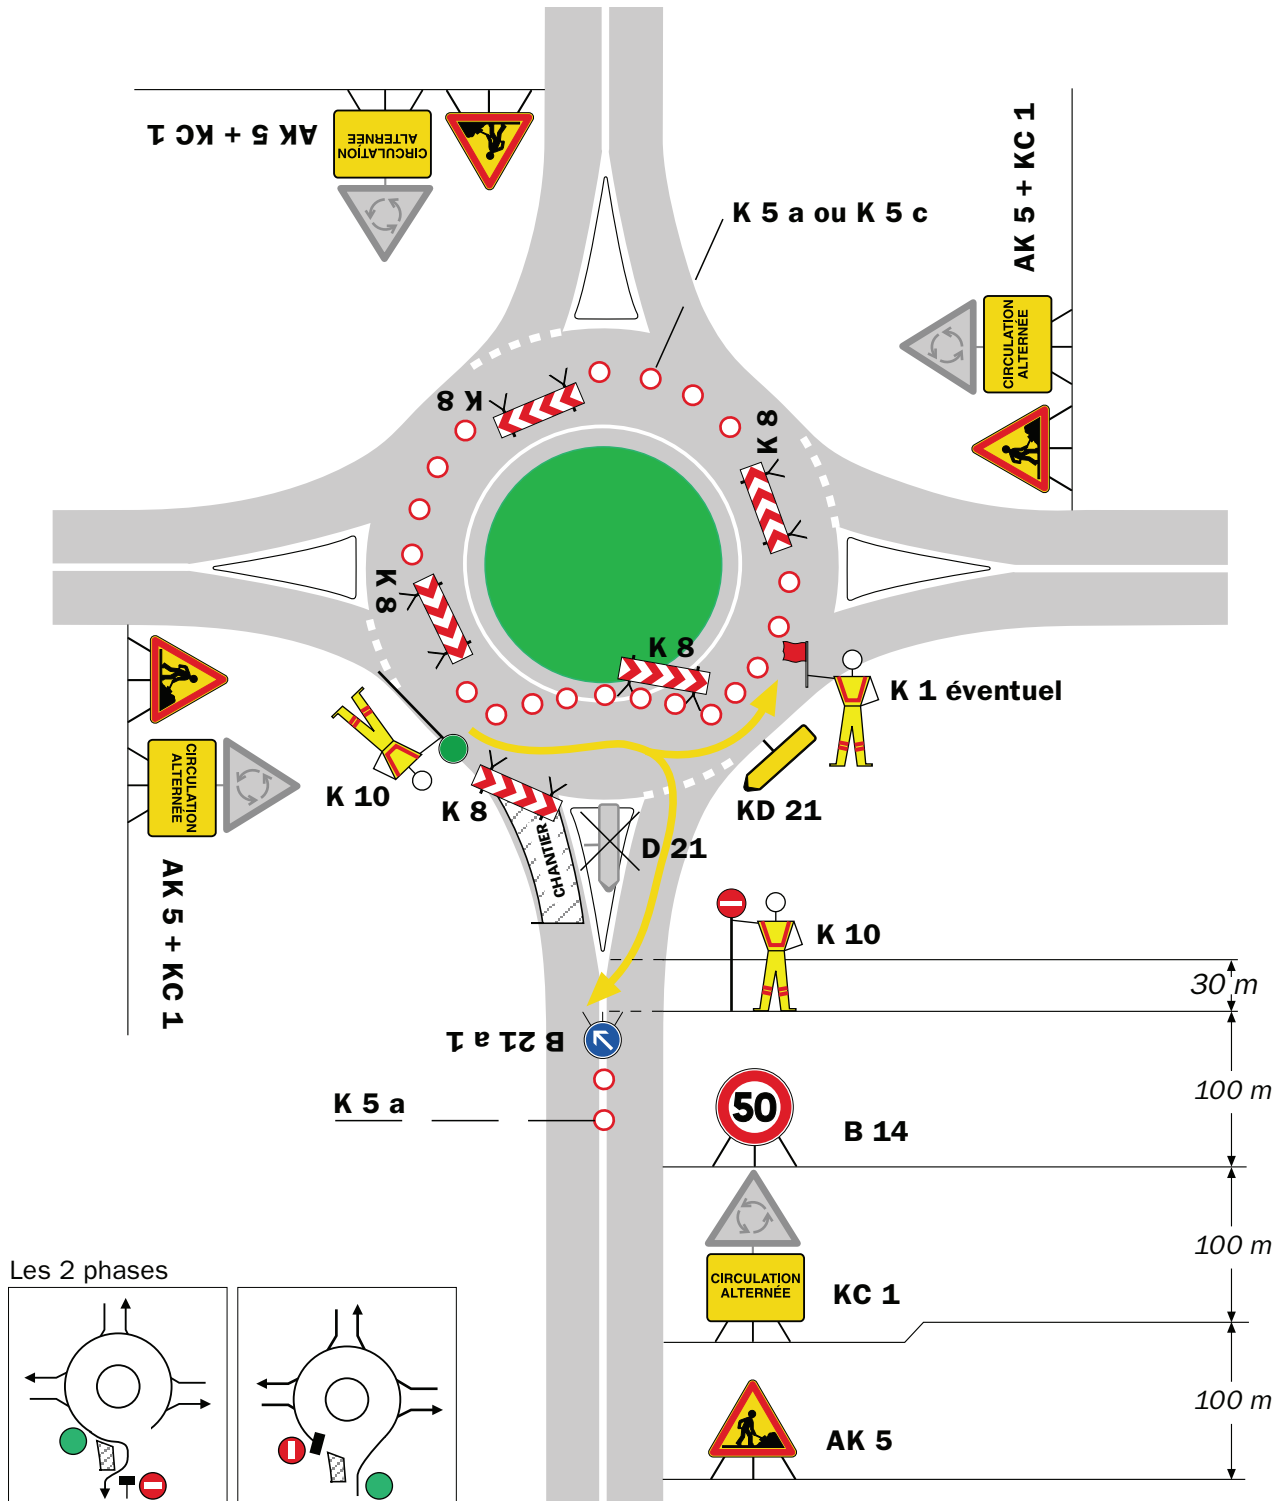 AK 5 + KC 1
CIRCULATION
ALTERNÉE
K 5 a ou K 5 c
AK 5 + KC 1
CIRCULATION
ALTERNÉE
K 8
K 8
K 8
K 8
K 1 éventuel
K 10
K 8
KD 21
CIRCULATION
ALTERNÉE
AK 5 + KC 1
CHANTIER
D 21
K 10
30 m
B 21 a 1
100 m
K 5 a
50
B 14
100 m
CIRCULATION
ALTERNÉE
KC 1
Les 2 phases
100 m
AK 5